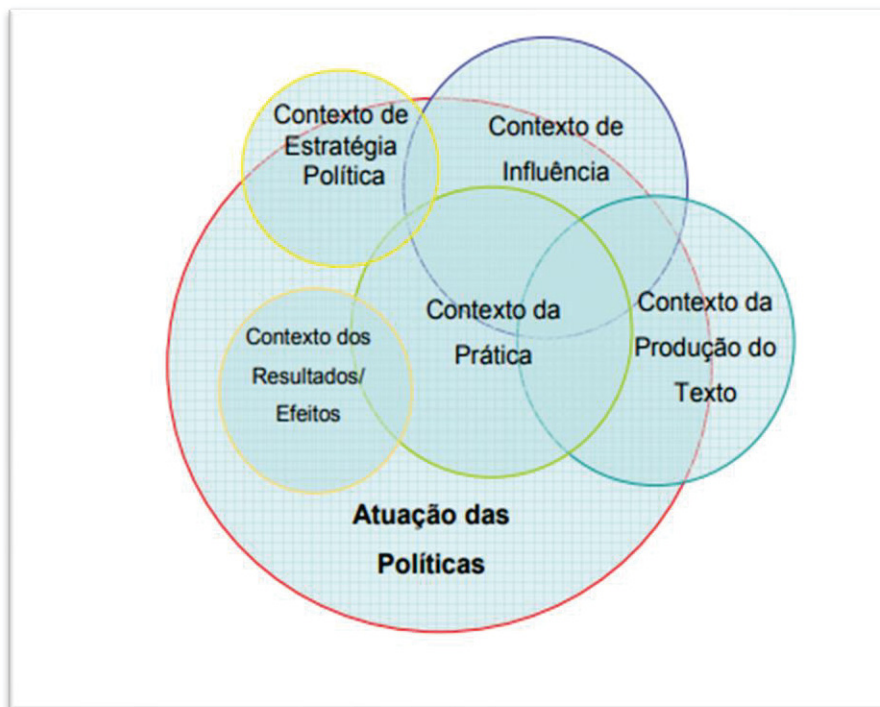 Contexto de
Estratégia
Política
Contexto de
Influência
Contexto da
Prática
Contexto da
Produção do
Texto
Contexto dos
Resultados/
Efeitos
Atuação das
Políticas